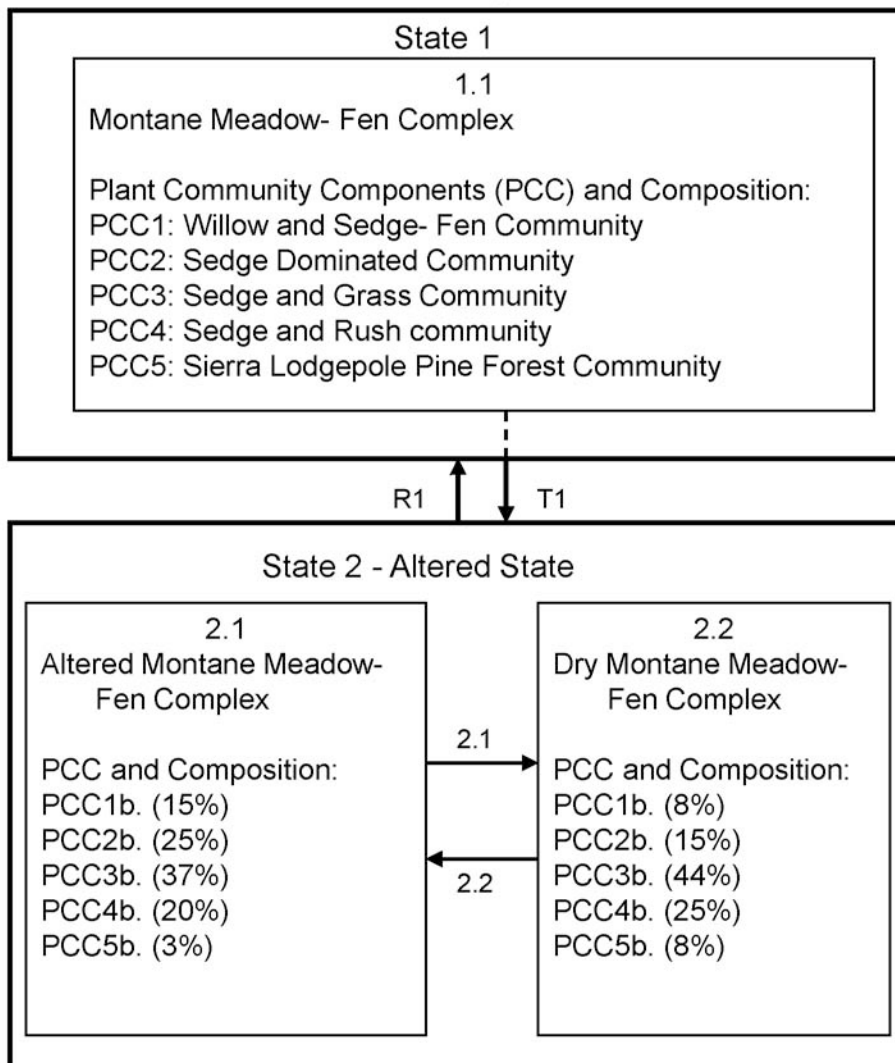 State 1
1.1
Montane Meadow- Fen Complex
Plant Community Components (PCC) and Composition:
PCC1: Willow and Sedge- Fen Community
PCC2: Sedge Dominated Community
PCC3: Sedge and Grass Community
PCC4: Sedge and Rush community
PCC5: Sierra Lodgepole Pine Forest Community
R1
T1
State 2 - Altered State
2.1
Altered Montane Meadow-
Fen Complex
PCC and Composition:
PCC1b. (15%)
PCC2b. (25%)
PCC3b. (37%)
PCC4b. (20%)
PCC5b. (3%)
2.1
2.2
2.2
Dry Montane Meadow-
Fen Complex
PCC and Composition:
PCC1b. (8%)
PCC2b. (15%)
PCC3b. (44%)
PCC4b. (25%)
PCC5b. (8%)